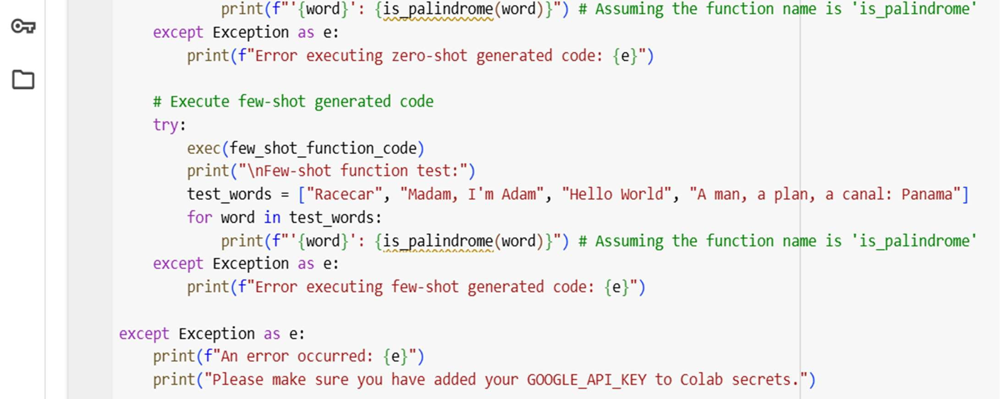 print(f"'{word}': {is_palindrome(word)}") # Assuming the function name is 'is_palindrome'
except Exception as e:
print(f"Error executing zero-shot generated code: {e}")
# Execute few-shot generated code
try:
exec(few_shot_function_code)
print("\nFew-shot function test:")
test_words = ["Racecar", "Madam, I'm Adam", "Hello World", "A man, a plan, a canal: Panama"]
for word in test_words:
print(f"'{word}': {is_palindrome(word)}") # Assuming the function name is 'is_palindrome'
except Exception as e:
print(f"Error executing few-shot generated code: {e}")
except Exception as e:
print(f"An error occurred: {e}")
print("Please make sure you have added your GOOGLE_API_KEY to Colab secrets.")